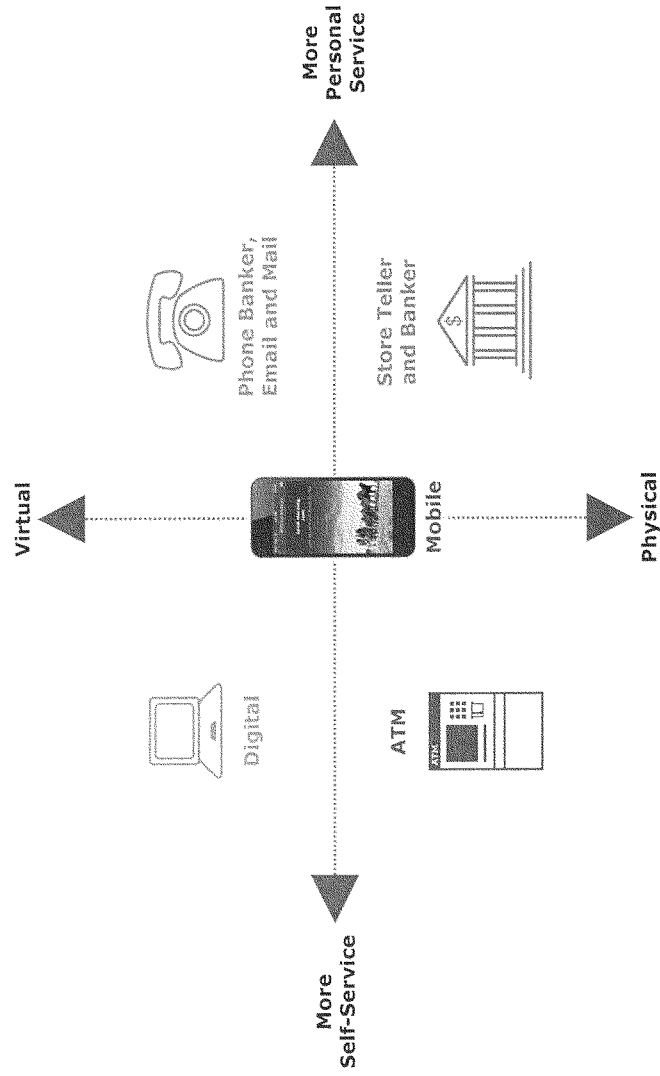 Virtual
Digital
Phone Banker,
Email and Mail
More
Self-Service
Mobile
More
Personal
Service
ATM
ATM
Store Teller
and Banker
$
Physical